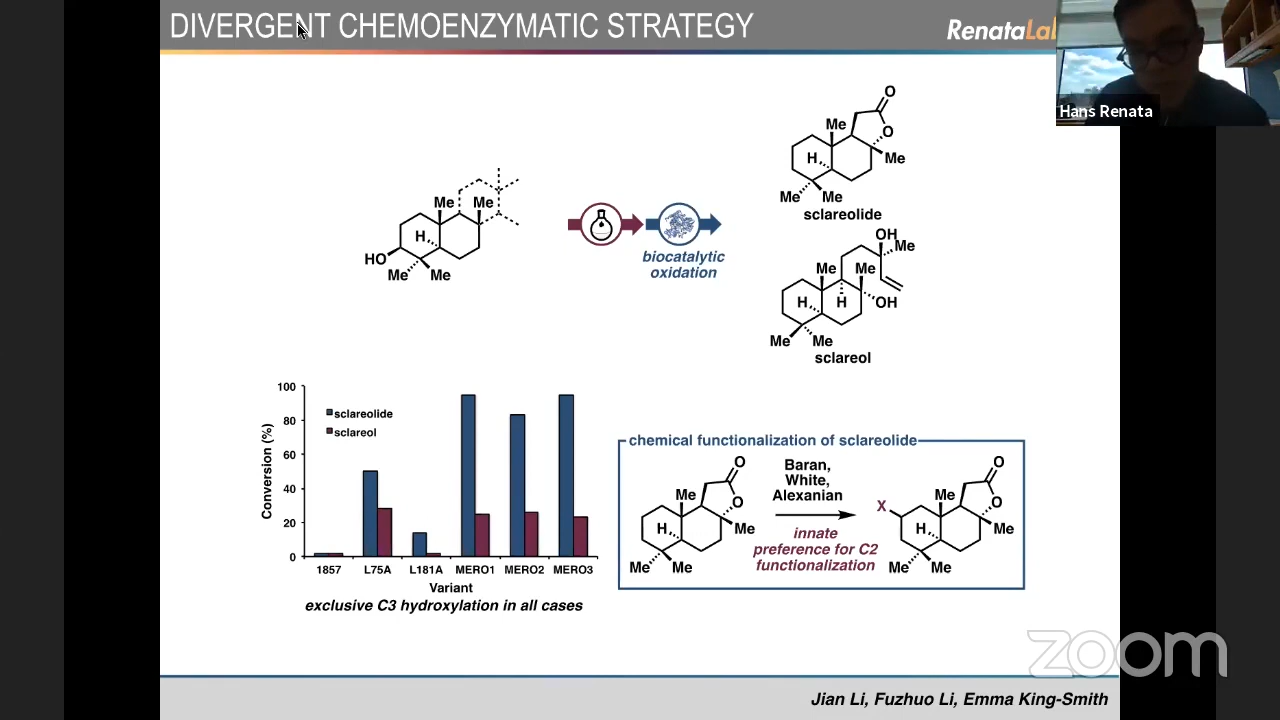 DIVERGENT CHEMOENZYMATIC STRATEGY
RenataLab
Hans Renata
HO
H
Me
Me
Me
Me
biocatalytic
oxidation
O
O
Me
Me
H
Me
Me
sclareolide
OH
Me
Me
Me
OH
H
H
Me
Me
sclareol
Conversion (%)
100
80
60
40
20
0
sclareolide
sclareol
1857
L75A
L181A
MERO1
MERO2
MERO3
Variant
exclusive C3 hydroxylation in all cases
chemical functionalization of sclareolide
O
O
Me
Me
H
Me
Me
Baran,
White,
Alexanian
innate
preference for C2
functionalization
O
O
X
Me
Me
H
Me
Me
zoom
Jian Li, Fuzhuo Li, Emma King-Smith